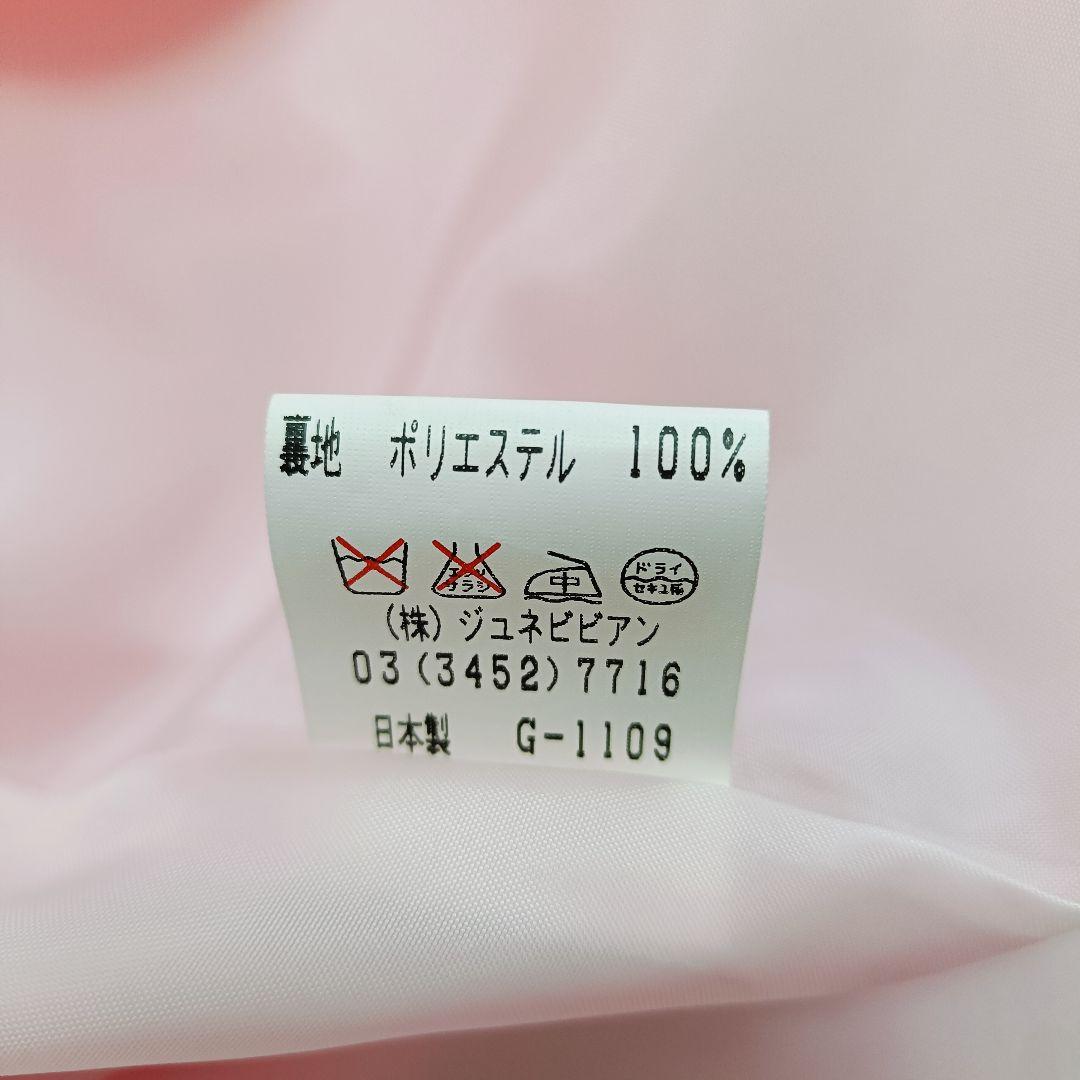 裏地 ポリエステル 100%
エンソ サラシ 中 ドライ セキユ系
(株)ジュネビビアン
03(3452)7716
日本製 G-1109